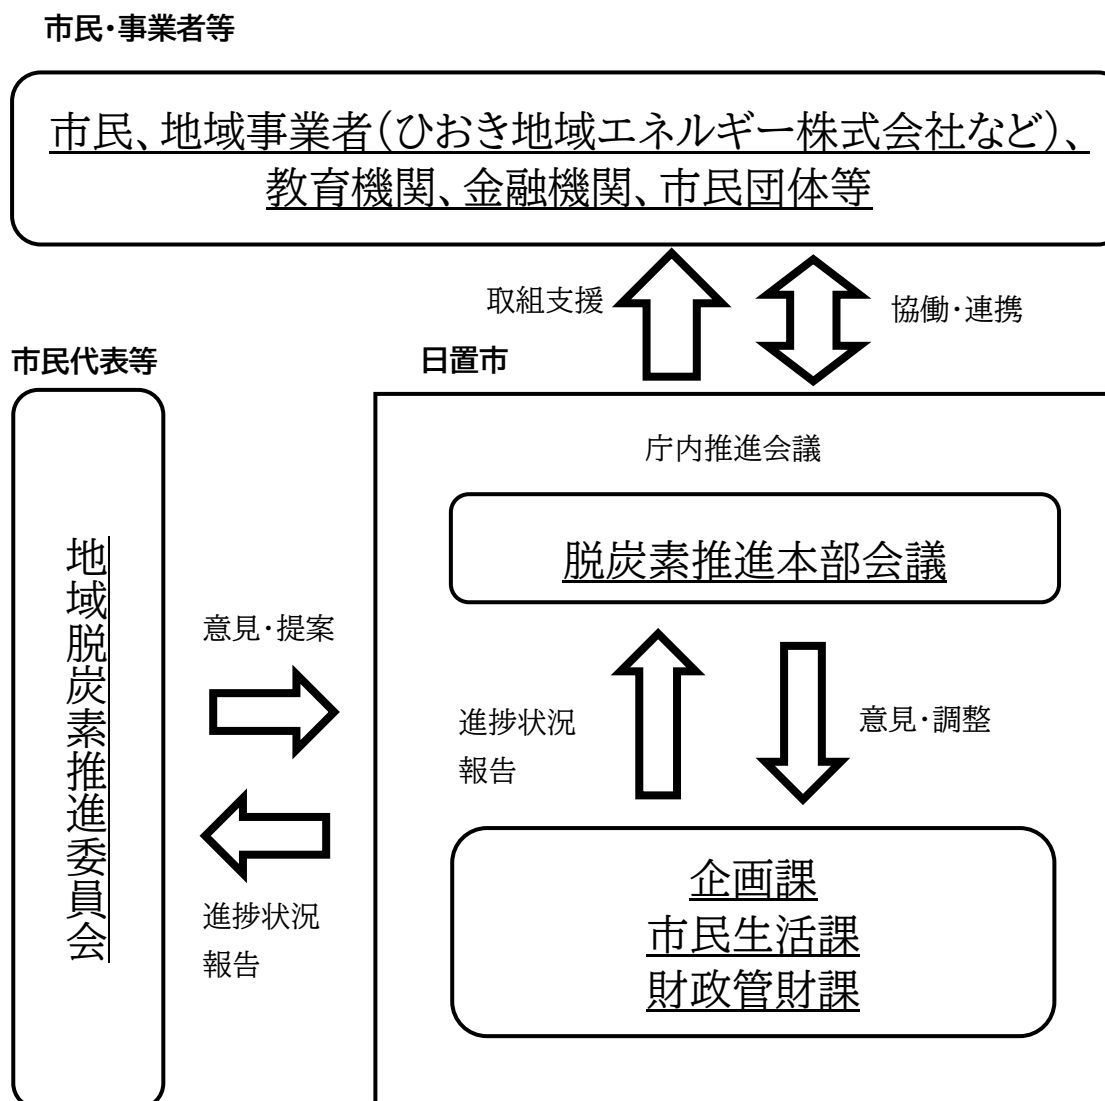 市民・事業者等
市民、地域事業者（ひおき地域エネルギー株式会社など）、
教育機関、金融機関、市民団体等
取組支援
協働・連携
市民代表等
日置市
庁内推進会議
脱炭素推進本部会議
地域脱炭素推進委員会
意見・提案
進捗状況
報告
意見・調整
進捗状況
報告
企画課
市民生活課
財政管財課